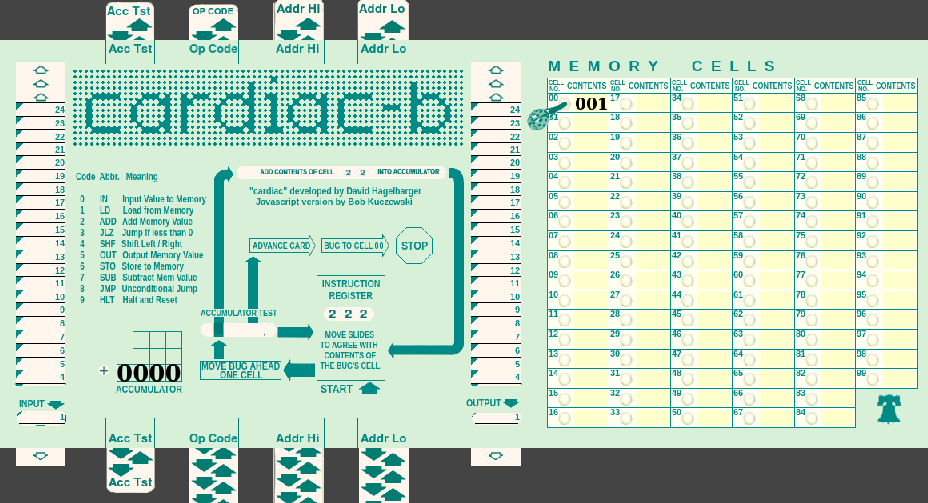 Acc Tst
OP CODE
Addr Hi
Addr Lo
Acc Tst
Op Code
Addr Hi
Addr Lo
cardiac-b
24
23
22
21
20
19
18
17
16
15
14
13
12
11
10
9
8
7
6
5
4
INPUT
1
Code Abbr. Meaning
0 IN Input Value to Memory
1 LD Load from Memory
2 ADD Add Memory Value
3 JLZ Jump if less than 0
4 SHF Shift Left / Right
5 OUT Output Memory Value
6 STO Store to Memory
7 SUB Subtract Mem Value
8 JMP Unconditional Jump
9 HLT Halt and Reset
ADD CONTENTS OF CELL 2 2 INTO ACCUMULATOR
"cardiac" developed by David Hagelbarger
Javascript version by Bob Kuczewski
ADVANCE CARD
BUG TO CELL 00
STOP
INSTRUCTION
REGISTER
2 2 2
ACCUMULATOR TEST
MOVE SLIDES
TO AGREE WITH
CONTENTS OF
THE BUG'S CELL
MOVE BUG AHEAD
ONE CELL
START
+ 0000
ACCUMULATOR
24
23
22
21
20
19
18
17
16
15
14
13
12
11
10
9
8
7
6
5
4
OUTPUT
1
Acc Tst
Op Code
Addr Hi
Addr Lo
Acc Tst
MEMORY CELLS
CELL NO. CONTENTS CELL NO. CONTENTS CELL NO. CONTENTS CELL NO. CONTENTS CELL NO. CONTENTS CELL NO. CONTENTS
00 001 17 34 51 68 85
01 18 35 52 69 86
02 19 36 53 70 87
03 20 37 54 71 88
04 21 38 55 72 89
05 22 39 56 73 90
06 23 40 57 74 91
07 24 41 58 75 92
08 25 42 59 76 93
09 26 43 60 77 94
10 27 44 61 78 95
11 28 45 62 79 96
12 29 46 63 80 97
13 30 47 64 81 98
14 31 48 65 82 99
15 32 49 66 83
16 33 50 67 84